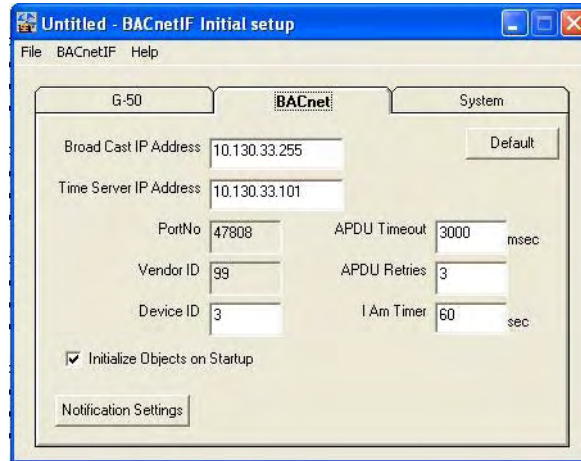 Untitled - BACnetIF Initial setup
File BACnetIF Help
G-50 BACnet System
Default
Broad Cast IP Address 10.130.33.255
Time Server IP Address 10.130.33.101
PortNo 47808 APDU Timeout 3000 msec
Vendor ID 99 APDU Retries 3
Device ID 3 I Am Timer 60 sec
Initialize Objects on Startup
Notification Settings